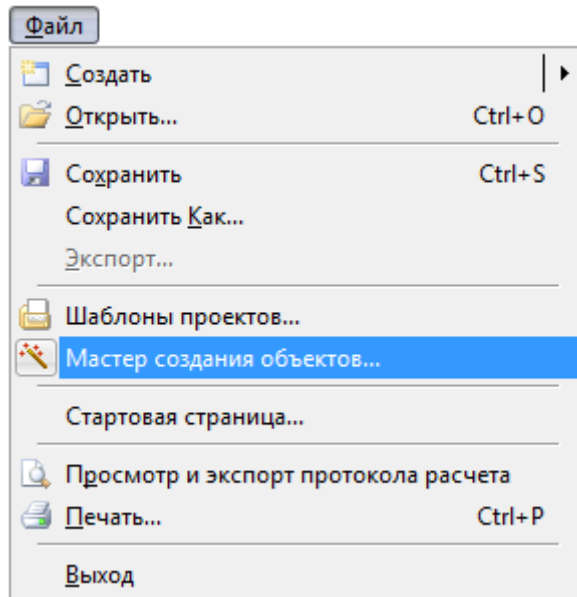 Файл
Создать
Открыть... Ctrl+O
Сохранить Ctrl+S
Сохранить Как...
Экспорт...
Шаблоны проектов...
Мастер создания объектов...
Стартовая страница...
Просмотр и экспорт протокола расчета
Печать... Ctrl+P
Выход